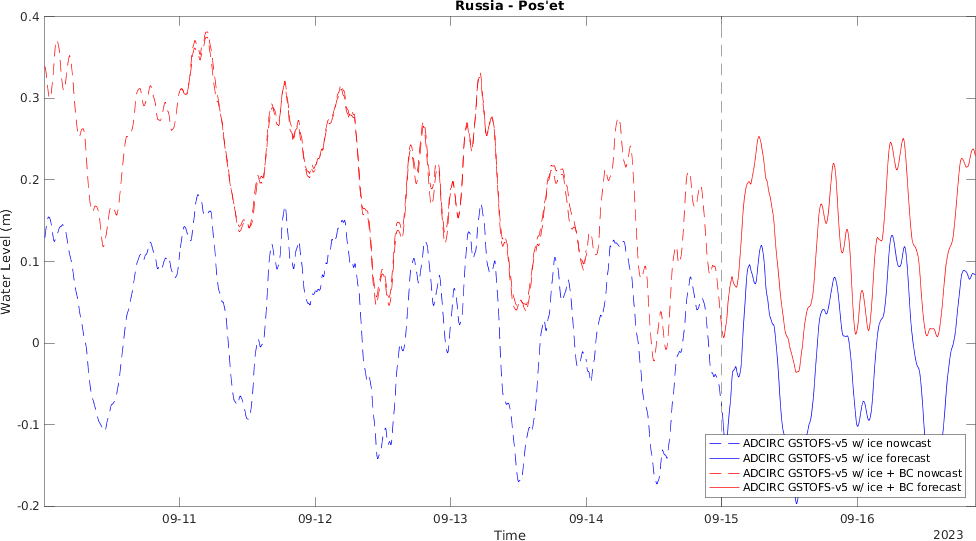 Russia - Pos'et
0.4
0.3
0.2
0.1
0
-0.1
-0.2
Water Level (m)
09-11
09-12
09-13
09-14
09-15
09-16
Time
2023
ADCIRC GSTOFS-v5 w/ ice nowcast
ADCIRC GSTOFS-v5 w/ ice forecast
ADCIRC GSTOFS-v5 w/ ice + BC nowcast
ADCIRC GSTOFS-v5 w/ ice + BC forecast